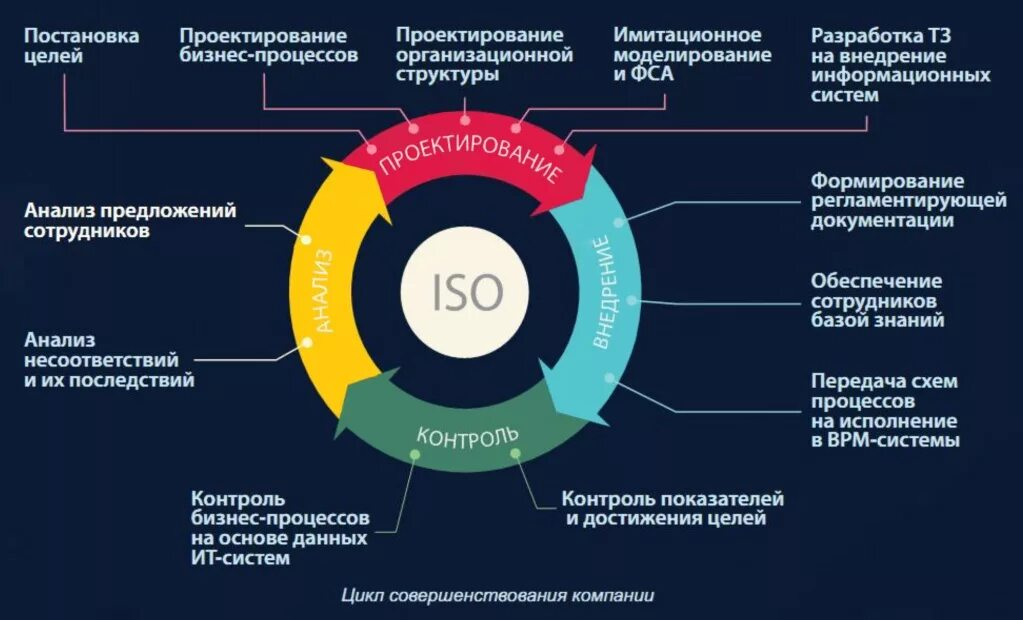 Постановка
целей
Проектирование
бизнес-процессов
Проектирование
организационной
структуры
Имитационное
моделирование
и ФСА
Разработка ТЗ
на внедрение
информационных
систем
ПРОЕКТИРОВАНИЕ
Анализ предложений
сотрудников
Анализ
несоответствий
и их последствий
АНАЛИЗ
ISO
ВНЕДРЕНИЕ
Формирование
регламентирующей
документации
Обеспечение
сотрудников
базой знаний
Передача схем
процессов
на исполнение
в BPM-системы
КОНТРОЛЬ
Контроль
бизнес-процессов
на основе данных
ИТ-систем
Контроль показателей
и достижения целей
Цикл совершенствования компании